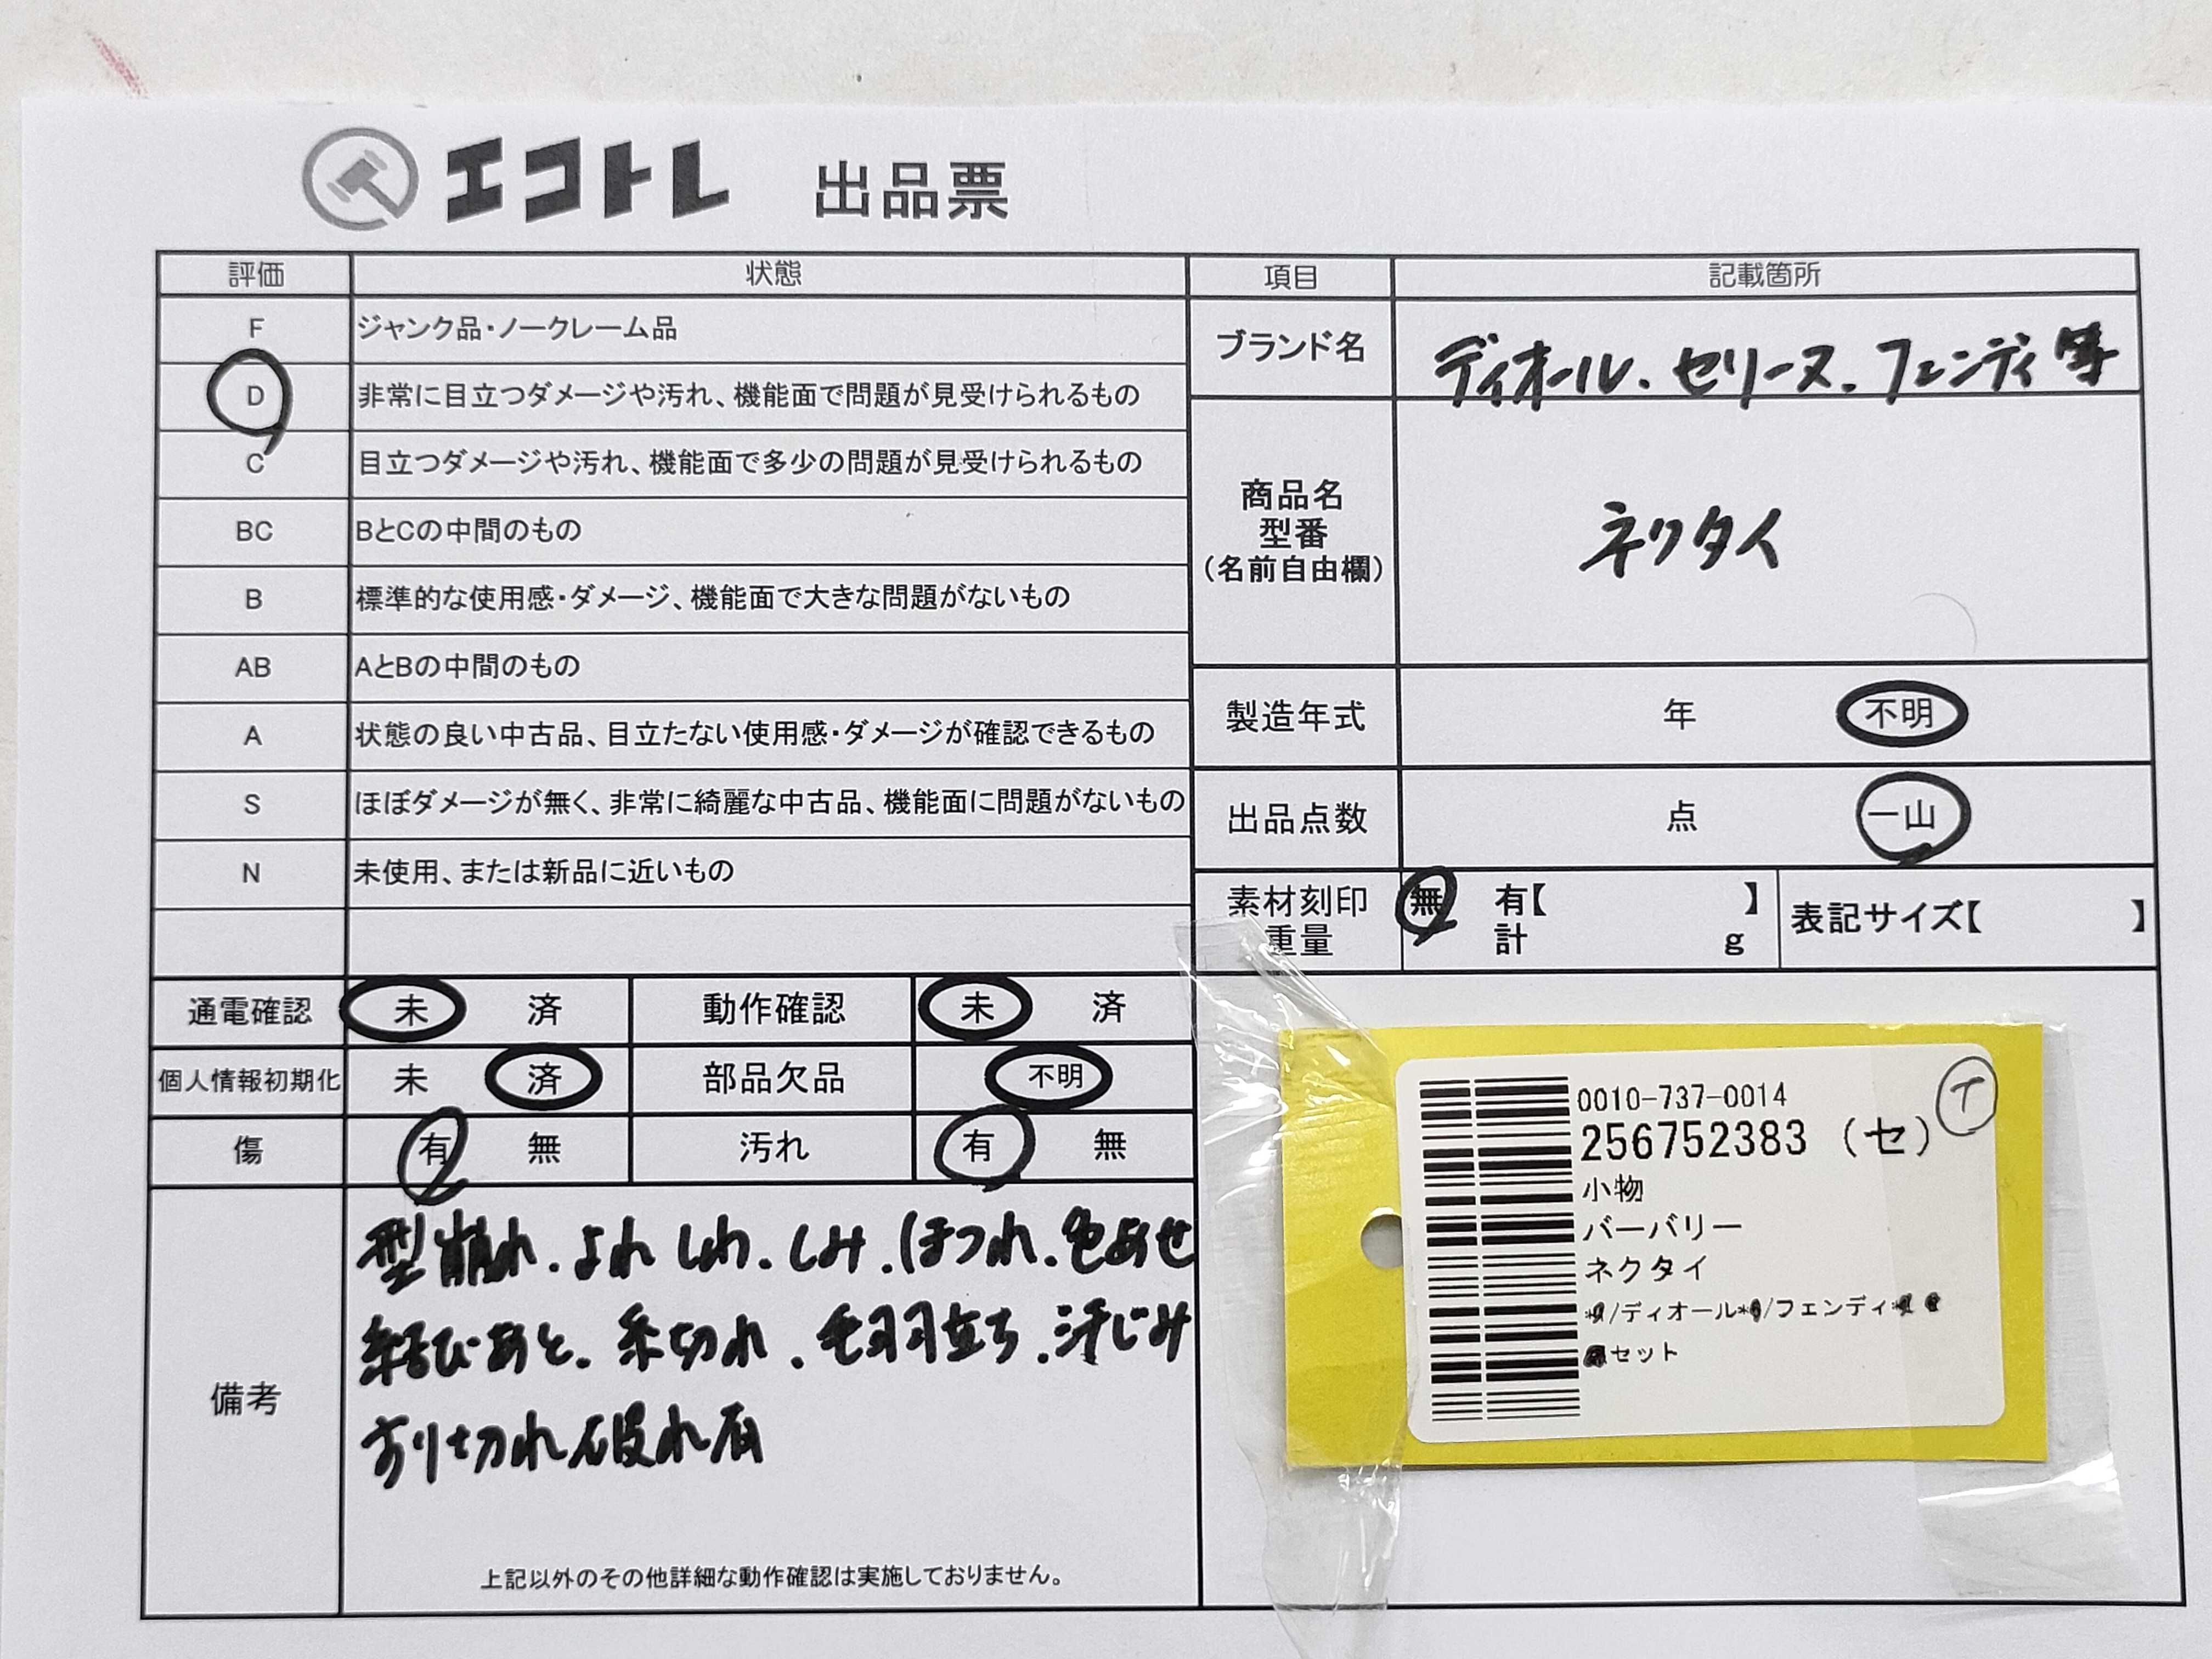 エコトレ 出品票
評価 状態
F ジャンク品・ノークレーム品
D 非常に目立つダメージや汚れ、機能面で問題が見受けられるもの
C 目立つダメージや汚れ、機能面で多少の問題が見受けられるもの
BC BとCの中間のもの
B 標準的な使用感・ダメージ、機能面で大きな問題がないもの
AB AとBの中間のもの
A 状態の良い中古品、目立たない使用感・ダメージが確認できるもの
S ほぼダメージが無く、非常に綺麗な中古品、機能面に問題がないもの
N 未使用、または新品に近いもの
項目 記載箇所
ブランド名 ディオール.セリーヌ.フェンディ等
商品名
型番
(名前自由欄)
ネクタイ
製造年式 年 不明
出品点数 点 一山
素材刻印 無 有【 】 表記サイズ【 】
重量 計 g
通電確認 未 済 動作確認 未 済
個人情報初期化 未 済 部品欠品 不明
傷 有 無 汚れ 有 無
備考
型崩れ.よれ しわ.しみ.ほつれ.色あせ
結びあと.糸切れ.毛羽立ち.汗じみ
すり切れ破れ有
上記以外のその他詳細な動作確認は実施しておりません。
0010-737-0014
256752383 (セ)
T
小物
バーバリー
ネクタイ
/ディオール* /フェンディ*
セット